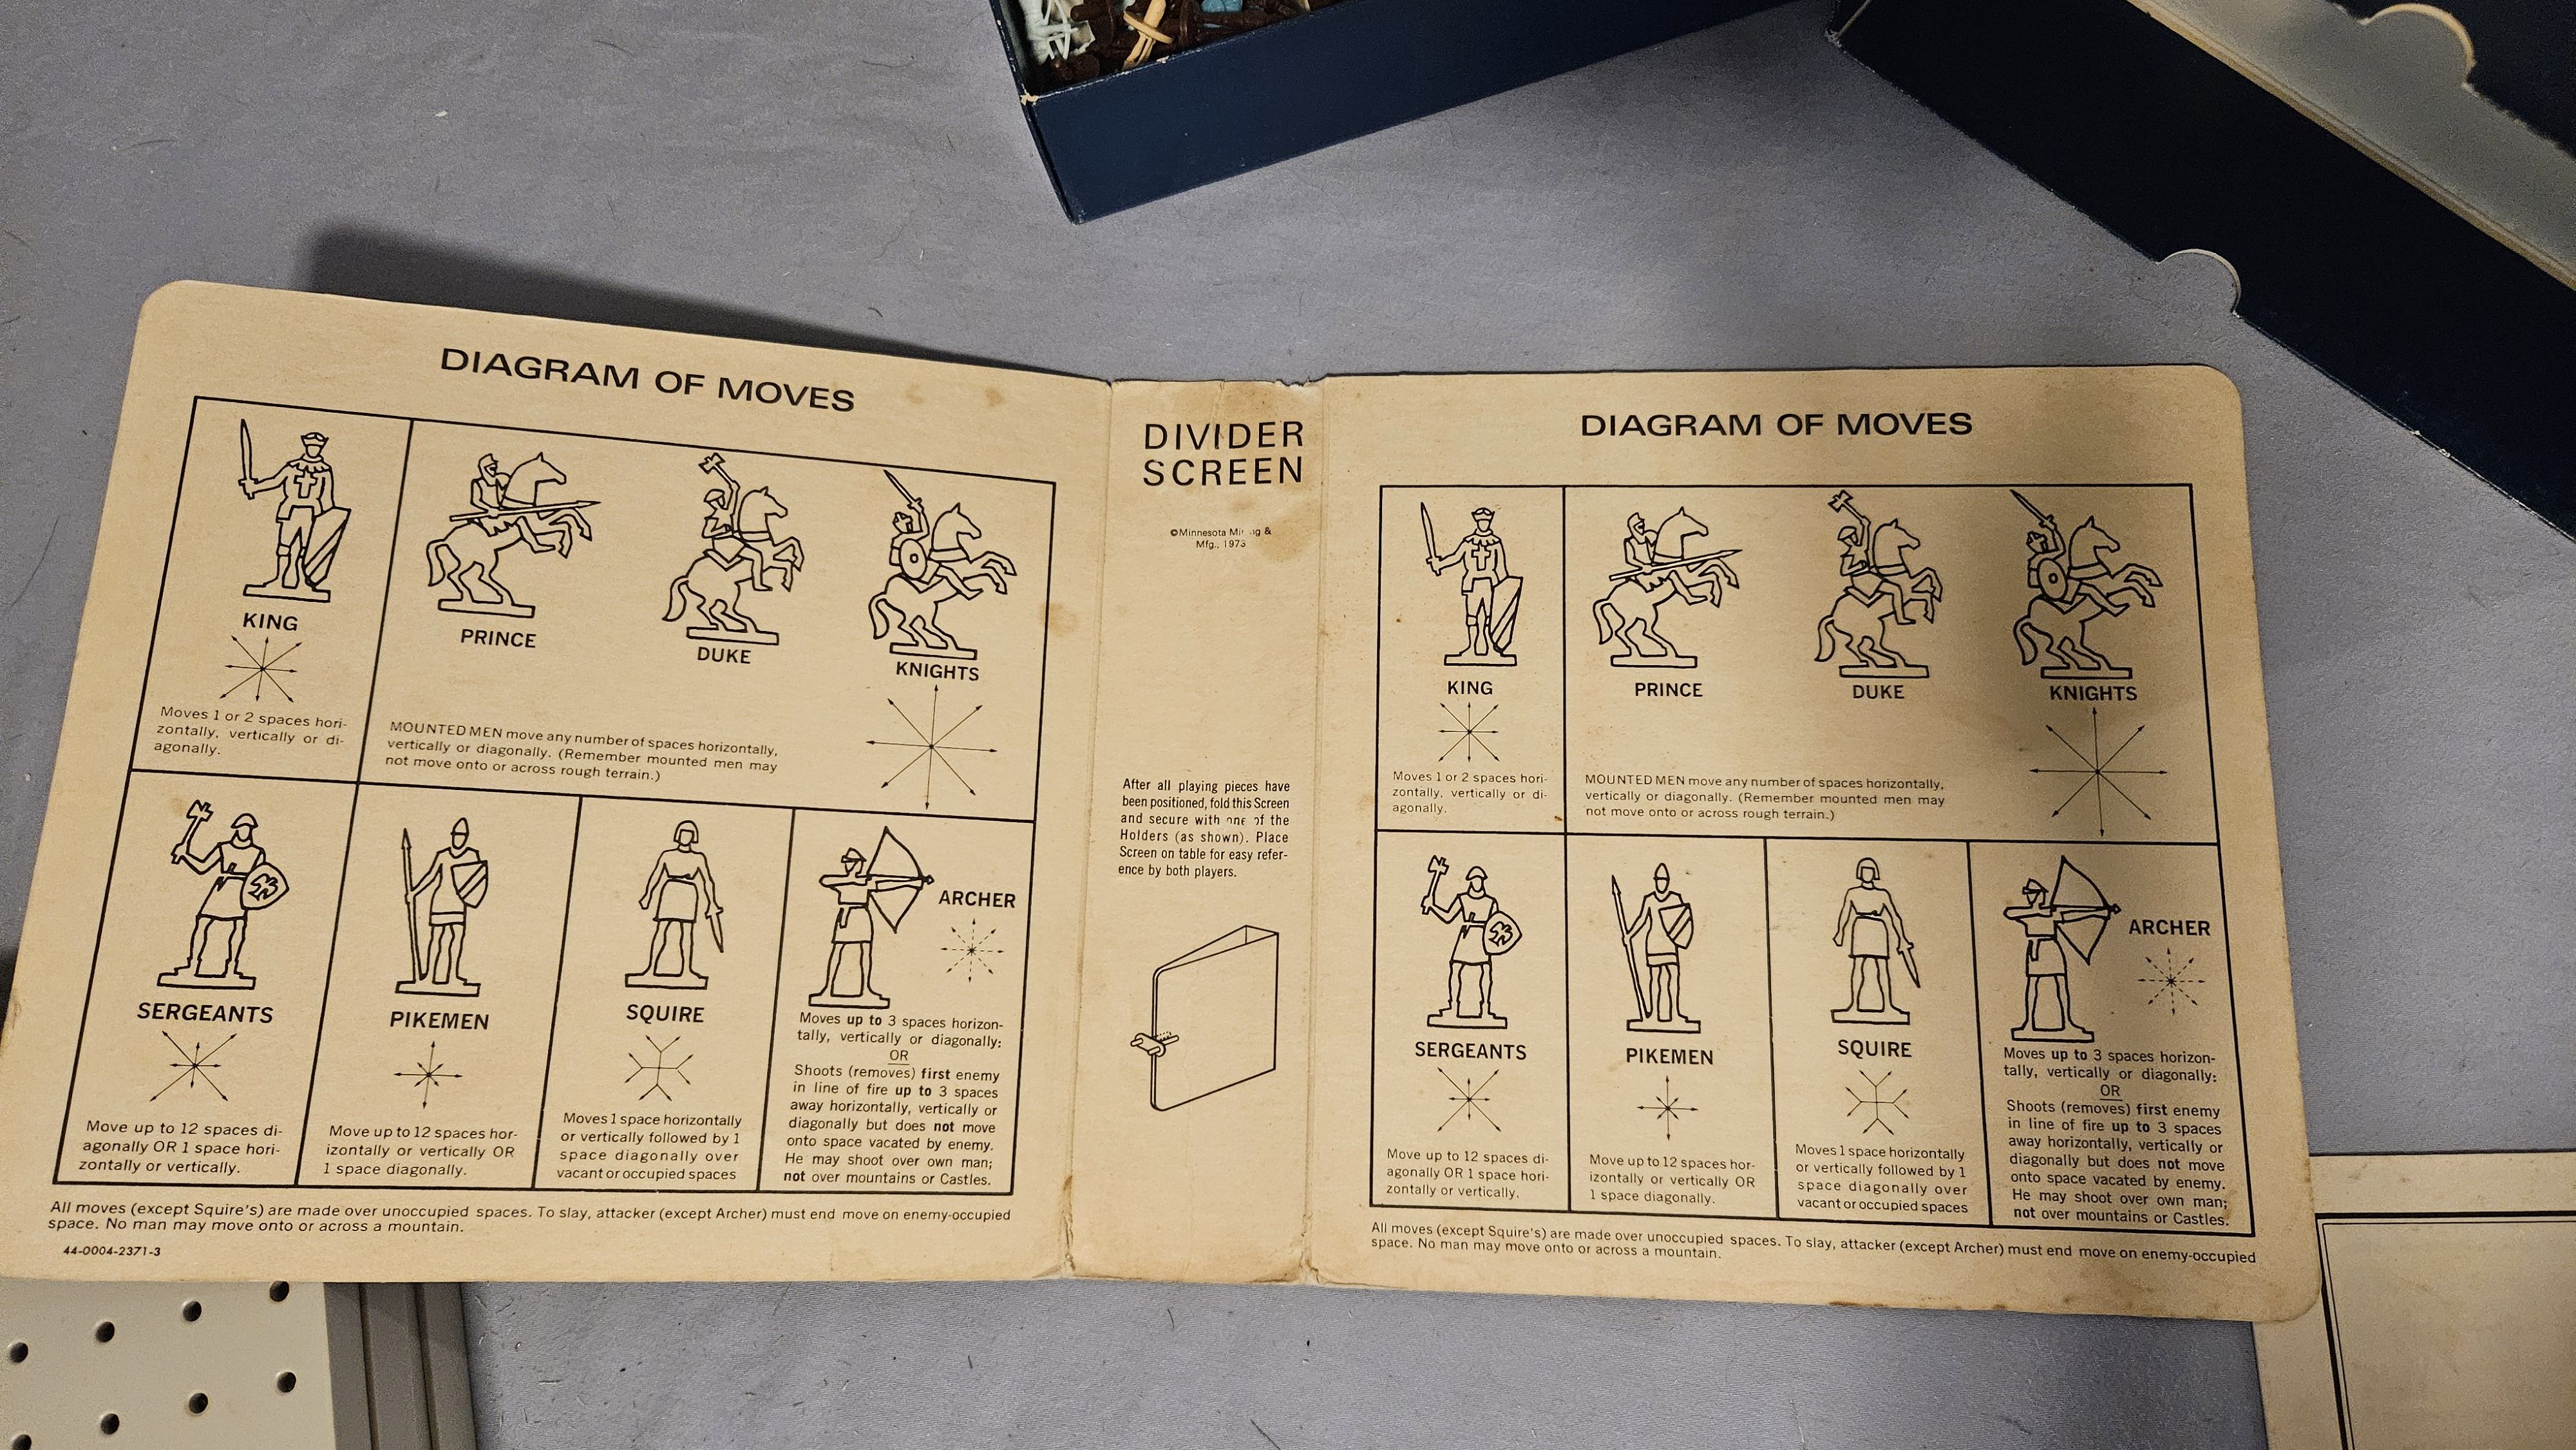 DIAGRAM OF MOVES
KING
Moves 1 or 2 spaces hori-
zontally, vertically or di-
agonally.
PRINCE
DUKE
KNIGHTS
MOUNTED MEN move any number of spaces horizontally,
vertically or diagonally. (Remember mounted men may
not move onto or across rough terrain.)
SERGEANTS
Move up to 12 spaces di-
agonally OR 1 space hori-
zontally or vertically.
PIKEMEN
Move up to 12 spaces hor-
izontally or vertically OR
1 space diagonally.
SQUIRE
Moves 1 space horizontally
or vertically followed by 1
space diagonally over
vacant or occupied spaces
ARCHER
Moves up to 3 spaces horizon-
tally, vertically or diagonally:
OR
Shoots (removes) first enemy
in line of fire up to 3 spaces
away horizontally, vertically or
diagonally but does not move
onto space vacated by enemy.
He may shoot over own man;
not over mountains or Castles.
All moves (except Squire's) are made over unoccupied spaces. To slay, attacker (except Archer) must end move on enemy-occupied
space. No man may move onto or across a mountain.
44-0004-2371-3
DIVIDER
SCREEN
©Minnesota &
Mfg., 1973
After all playing pieces have
been positioned, fold this Screen
and secure with one of the
Holders (as shown). Place
Screen on table for easy refer-
ence by both players.
DIAGRAM OF MOVES
KING
Moves 1 or 2 spaces hori-
zontally, vertically or di-
agonally.
PRINCE
DUKE
KNIGHTS
MOUNTED MEN move any number of spaces horizontally,
vertically or diagonally. (Remember mounted men may
not move onto or across rough terrain.)
SERGEANTS
Move up to 12 spaces di-
agonally OR 1 space hori-
zontally or vertically.
PIKEMEN
Move up to 12 spaces hor-
izontally or vertically OR
1 space diagonally.
SQUIRE
Moves 1 space horizontally
or vertically followed by 1
space diagonally over
vacant or occupied spaces
ARCHER
Moves up to 3 spaces horizon-
tally, vertically or diagonally:
OR
Shoots (removes) first enemy
in line of fire up to 3 spaces
away horizontally, vertically or
diagonally but does not move
onto space vacated by enemy.
He may shoot over own man;
not over mountains or Castles.
All moves (except Squire's) are made over unoccupied spaces. To slay, attacker (except Archer) must end move on enemy-occupied
space. No man may move onto or across a mountain.